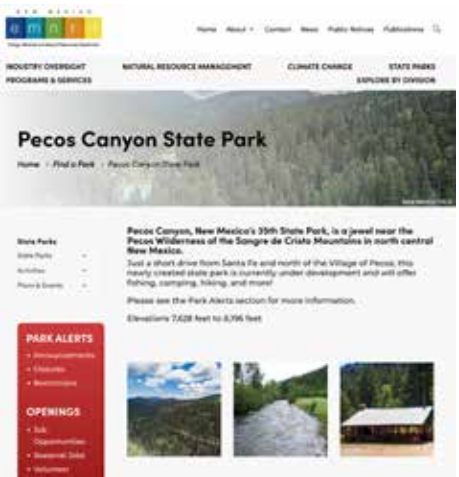 NEW MEXICO
emnrd
Home About Contact News Public Notices Publications
INDUSTRY OVERSIGHT NATURAL RESOURCE MANAGEMENT CLIMATE CHANGE STATE PARKS
PROGRAMS & SERVICES EXPLORE BY DIVISION
Pecos Canyon State Park
Home Find a Park Pecos Canyon State Park
State Parks
State Parks
Activities
Pecos Canyon, New Mexico's 35th State Park, is a jewel near the
Pecos Wilderness of the Sangre de Cristo Mountains in north central
New Mexico.
Just a short drive from Santa Fe and north of the Village of Pecos, this
newly created state park is currently under development and will offer
fishing, camping, hiking, and more!
Please see the Park Alerts section for more information.
Elevations 7,628 feet to 8,196 feet
PARK ALERTS
• Announcements
• Closures
• Restrictions
OPENINGS
• Job
Opportunities
• Seasonal Jobs
• Volunteer